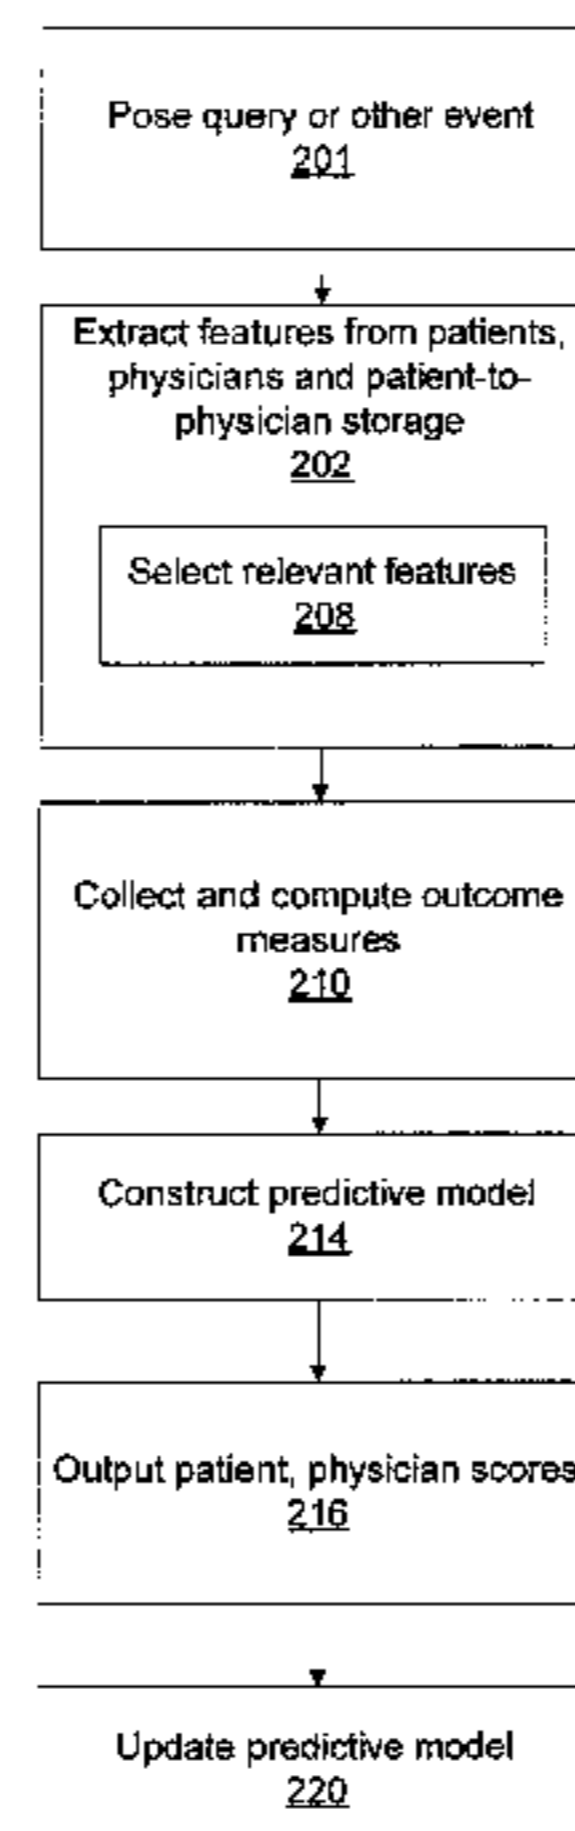 Pose query or other event
201
Extract features from patients,
physicians and patient-to-
physician storage
202
Select relevant features
208
Collect and compute outcome
measures
210
Construct predictive model
214
Output patient, physician scores
216
Update predictive model
220